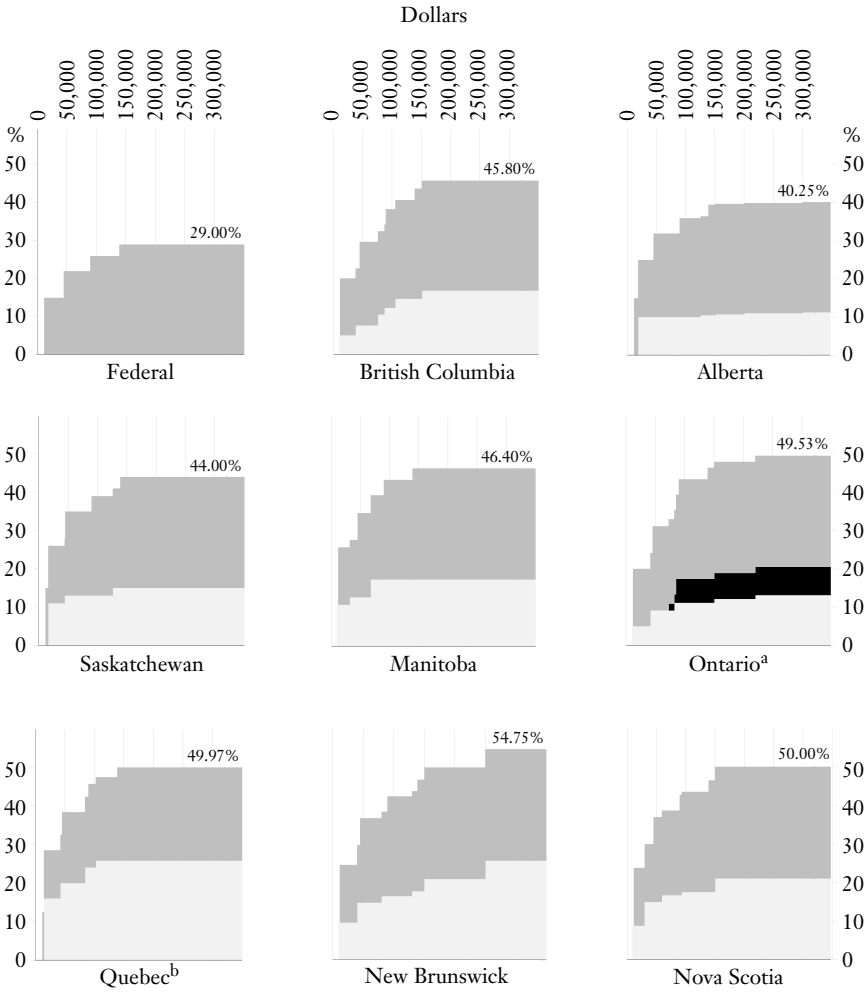 Dollars
0 50,000 100,000 150,000 200,000 250,000 300,000 0 50,000 100,000 150,000 200,000 250,000 300,000 0 50,000 100,000 150,000 200,000 250,000 300,000
% %
50 50
45.80%
40 40.25% 40
30 29.00% 30
20 20
10 10
0 0
Federal British Columbia Alberta
50 49.53% 50
44.00% 46.40%
40 40
30 30
20 20
10 10
0 0
Saskatchewan Manitoba Ontarioᵃ
54.75%
49.97% 50.00%
50 50
40 40
30 30
20 20
10 10
0 0
Quebecᵇ New Brunswick Nova Scotia